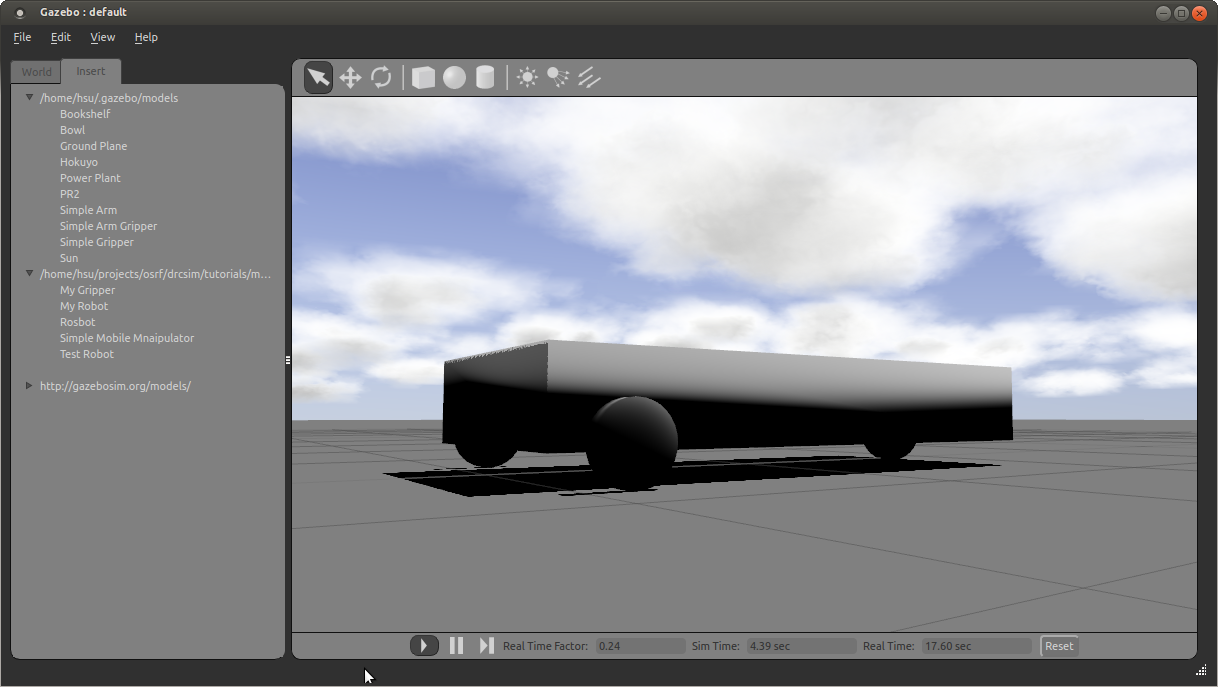 Gazebo : default
File Edit View Help
World Insert
/home/hsu/.gazebo/models
Bookshelf
Bowl
Ground Plane
Hokuyo
Power Plant
PR2
Simple Arm
Simple Arm Gripper
Simple Gripper
Sun
/home/hsu/projects/osrf/drcsim/tutorials/m...
My Gripper
My Robot
Rosbot
Simple Mobile Mnaipulator
Test Robot
http://gazebosim.org/models/
Real Time Factor: 0.24 Sim Time: 4.39 sec Real Time: 17.60 sec Reset